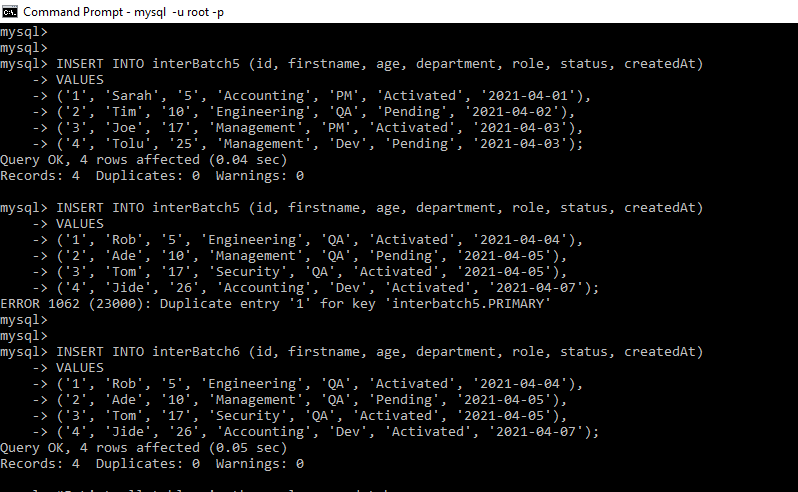 Command Prompt - mysql -u root -p
mysql>
mysql>
mysql> INSERT INTO interBatch5 (id, firstname, age, department, role, status, createdAt)
    -> VALUES
    -> ('1', 'Sarah', '5', 'Accounting', 'PM', 'Activated', '2021-04-01'),
    -> ('2', 'Tim', '10', 'Engineering', 'QA', 'Pending', '2021-04-02'),
    -> ('3', 'Joe', '17', 'Management', 'PM', 'Activated', '2021-04-03'),
    -> ('4', 'Tolu', '25', 'Management', 'Dev', 'Pending', '2021-04-03');
Query OK, 4 rows affected (0.04 sec)
Records: 4  Duplicates: 0  Warnings: 0
mysql> INSERT INTO interBatch5 (id, firstname, age, department, role, status, createdAt)
    -> VALUES
    -> ('1', 'Rob', '5', 'Engineering', 'QA', 'Activated', '2021-04-04'),
    -> ('2', 'Ade', '10', 'Management', 'QA', 'Pending', '2021-04-05'),
    -> ('3', 'Tom', '17', 'Security', 'QA', 'Activated', '2021-04-05'),
    -> ('4', 'Jide', '26', 'Accounting', 'Dev', 'Activated', '2021-04-07');
ERROR 1062 (23000): Duplicate entry '1' for key 'interbatch5.PRIMARY'
mysql>
mysql>
mysql> INSERT INTO interBatch6 (id, firstname, age, department, role, status, createdAt)
    -> VALUES
    -> ('1', 'Rob', '5', 'Engineering', 'QA', 'Activated', '2021-04-04'),
    -> ('2', 'Ade', '10', 'Management', 'QA', 'Pending', '2021-04-05'),
    -> ('3', 'Tom', '17', 'Security', 'QA', 'Activated', '2021-04-05'),
    -> ('4', 'Jide', '26', 'Accounting', 'Dev', 'Activated', '2021-04-07');
Query OK, 4 rows affected (0.05 sec)
Records: 4  Duplicates: 0  Warnings: 0